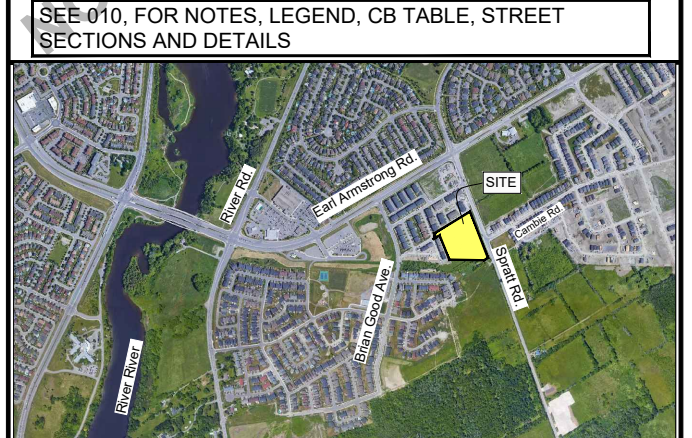 SEE 010, FOR NOTES, LEGEND, CB TABLE, STREET
SECTIONS AND DETAILS
River Rd.
Earl Armstrong Rd.
SITE
Cambie Rd.
Spratt Rd.
Brian Good Ave.
River River